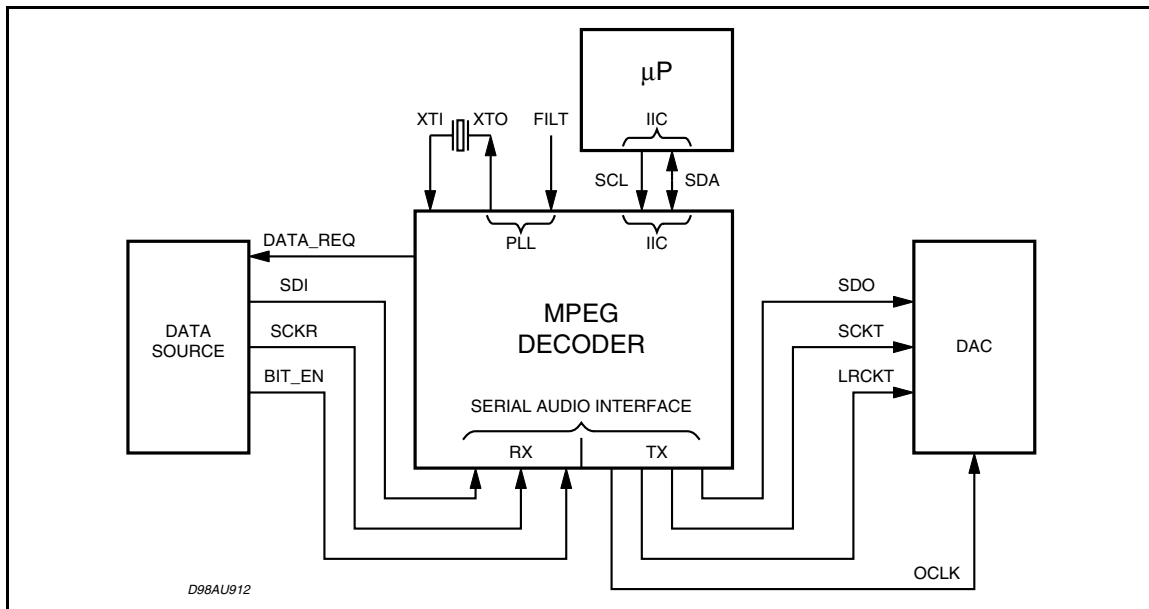 µP
XTI
XTO
FILT
IIC
SCL
SDA
DATA_REQ
PLL
IIC
SDI
SDO
DATA
SOURCE
SCKR
MPEG
DECODER
SCKT
DAC
BIT_EN
LRCKT
SERIAL AUDIO INTERFACE
RX
TX
OCLK
D98AU912